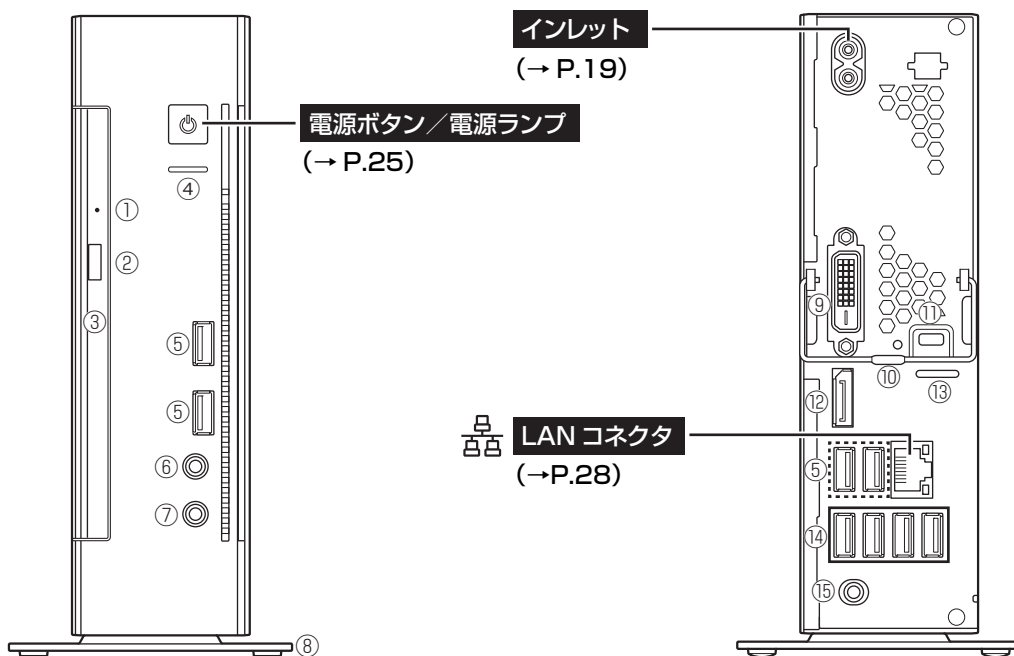 インレット
(→ P.19)
電源ボタン／電源ランプ
(→ P.25)
④
①
②
③
⑤
⑤
⑥
⑦
⑧
⑨
⑪
⑩
⑬
⑫
LAN コネクタ
(→P.28)
⑤
⑭
⑮